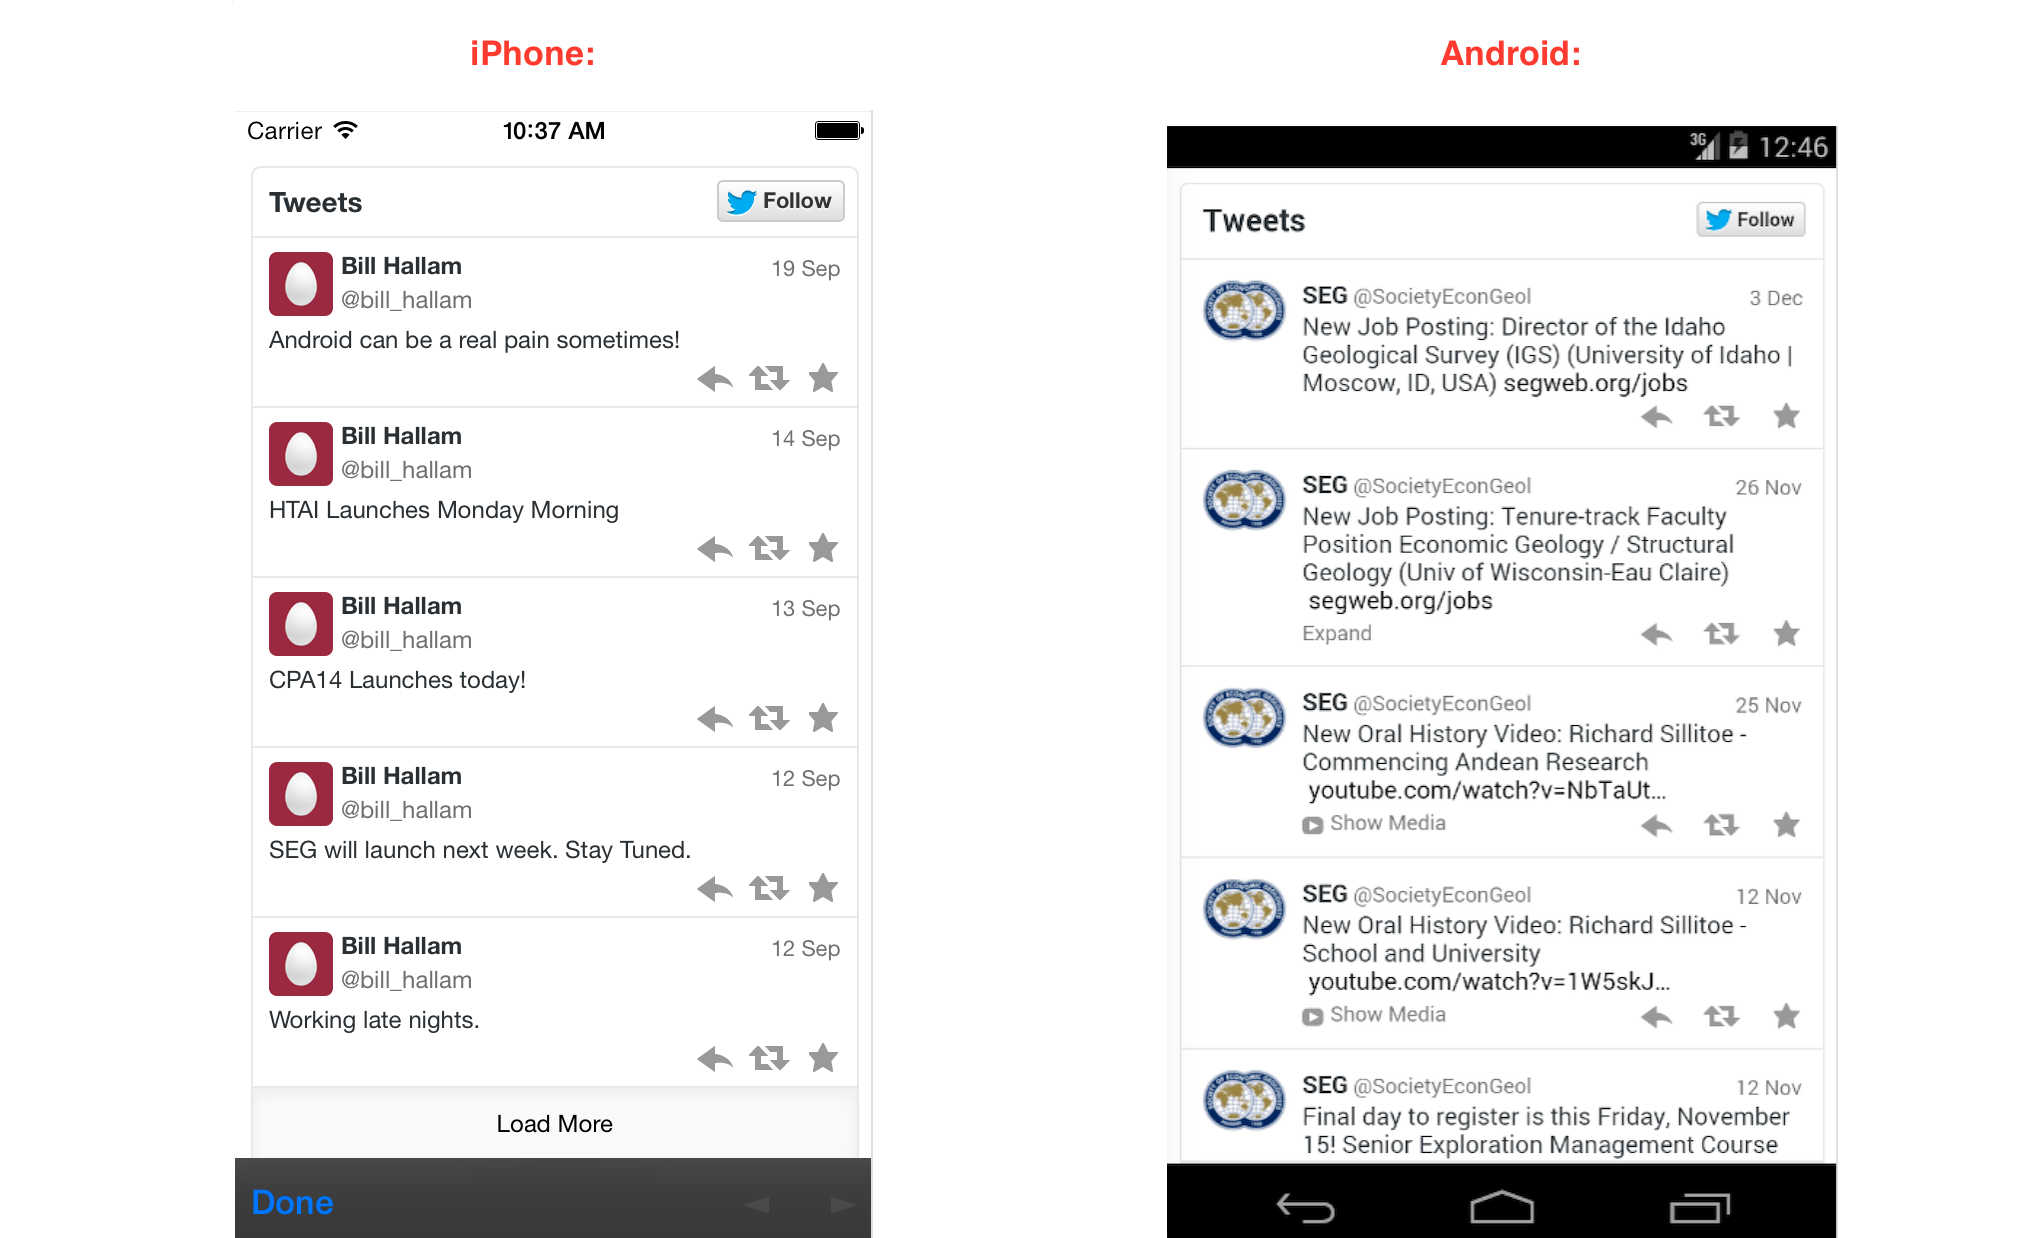 iPhone:
Carrier 10:37 AM
Tweets Follow
Bill Hallam 19 Sep
@bill_hallam
Android can be a real pain sometimes!
Bill Hallam 14 Sep
@bill_hallam
HTAI Launches Monday Morning
Bill Hallam 13 Sep
@bill_hallam
CPA14 Launches today!
Bill Hallam 12 Sep
@bill_hallam
SEG will launch next week. Stay Tuned.
Bill Hallam 12 Sep
@bill_hallam
Working late nights.
Load More
Done
Android:
3G 12:46
Tweets Follow
SEG @SocietyEconGeol 3 Dec
New Job Posting: Director of the Idaho
Geological Survey (IGS) (University of Idaho |
Moscow, ID, USA) segweb.org/jobs
SEG @SocietyEconGeol 26 Nov
New Job Posting: Tenure-track Faculty
Position Economic Geology / Structural
Geology (Univ of Wisconsin-Eau Claire)
segweb.org/jobs
Expand
SEG @SocietyEconGeol 25 Nov
New Oral History Video: Richard Sillitoe -
Commencing Andean Research
youtube.com/watch?v=NbTaUt...
Show Media
SEG @SocietyEconGeol 12 Nov
New Oral History Video: Richard Sillitoe -
School and University
youtube.com/watch?v=1W5skJ...
Show Media
SEG @SocietyEconGeol 12 Nov
Final day to register is this Friday, November
15! Senior Exploration Management Course